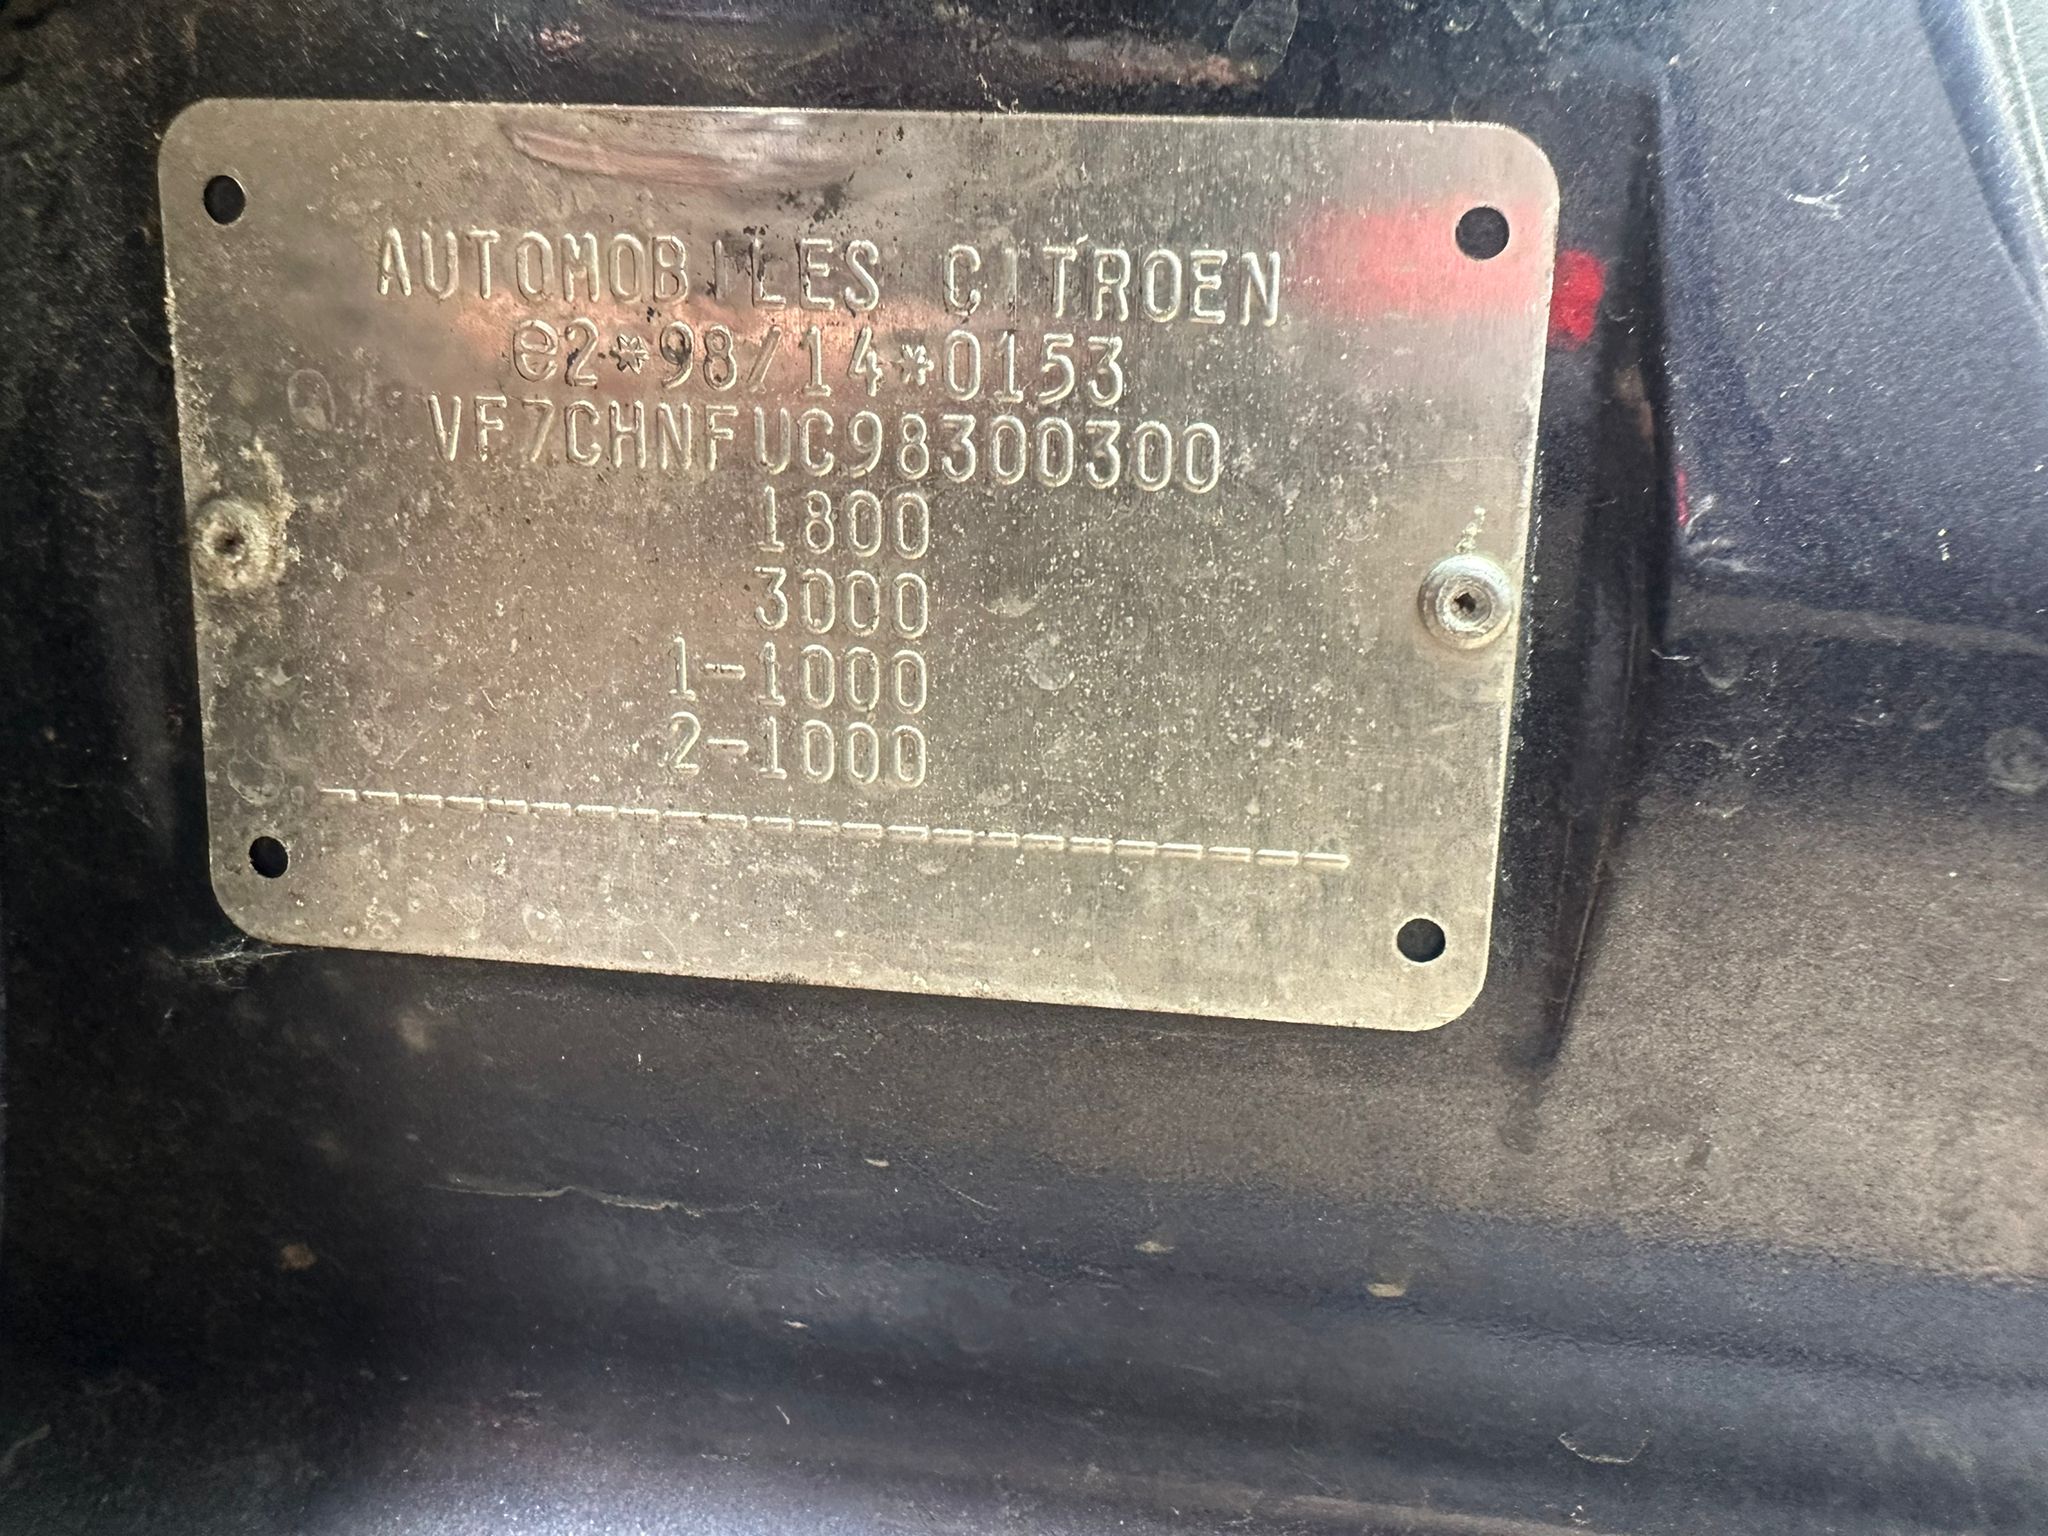 AUTOMOBILES CITROEN
e2*98/14*0153
VF7CHNFUC98300300
1800
3000
1-1000
2-1000